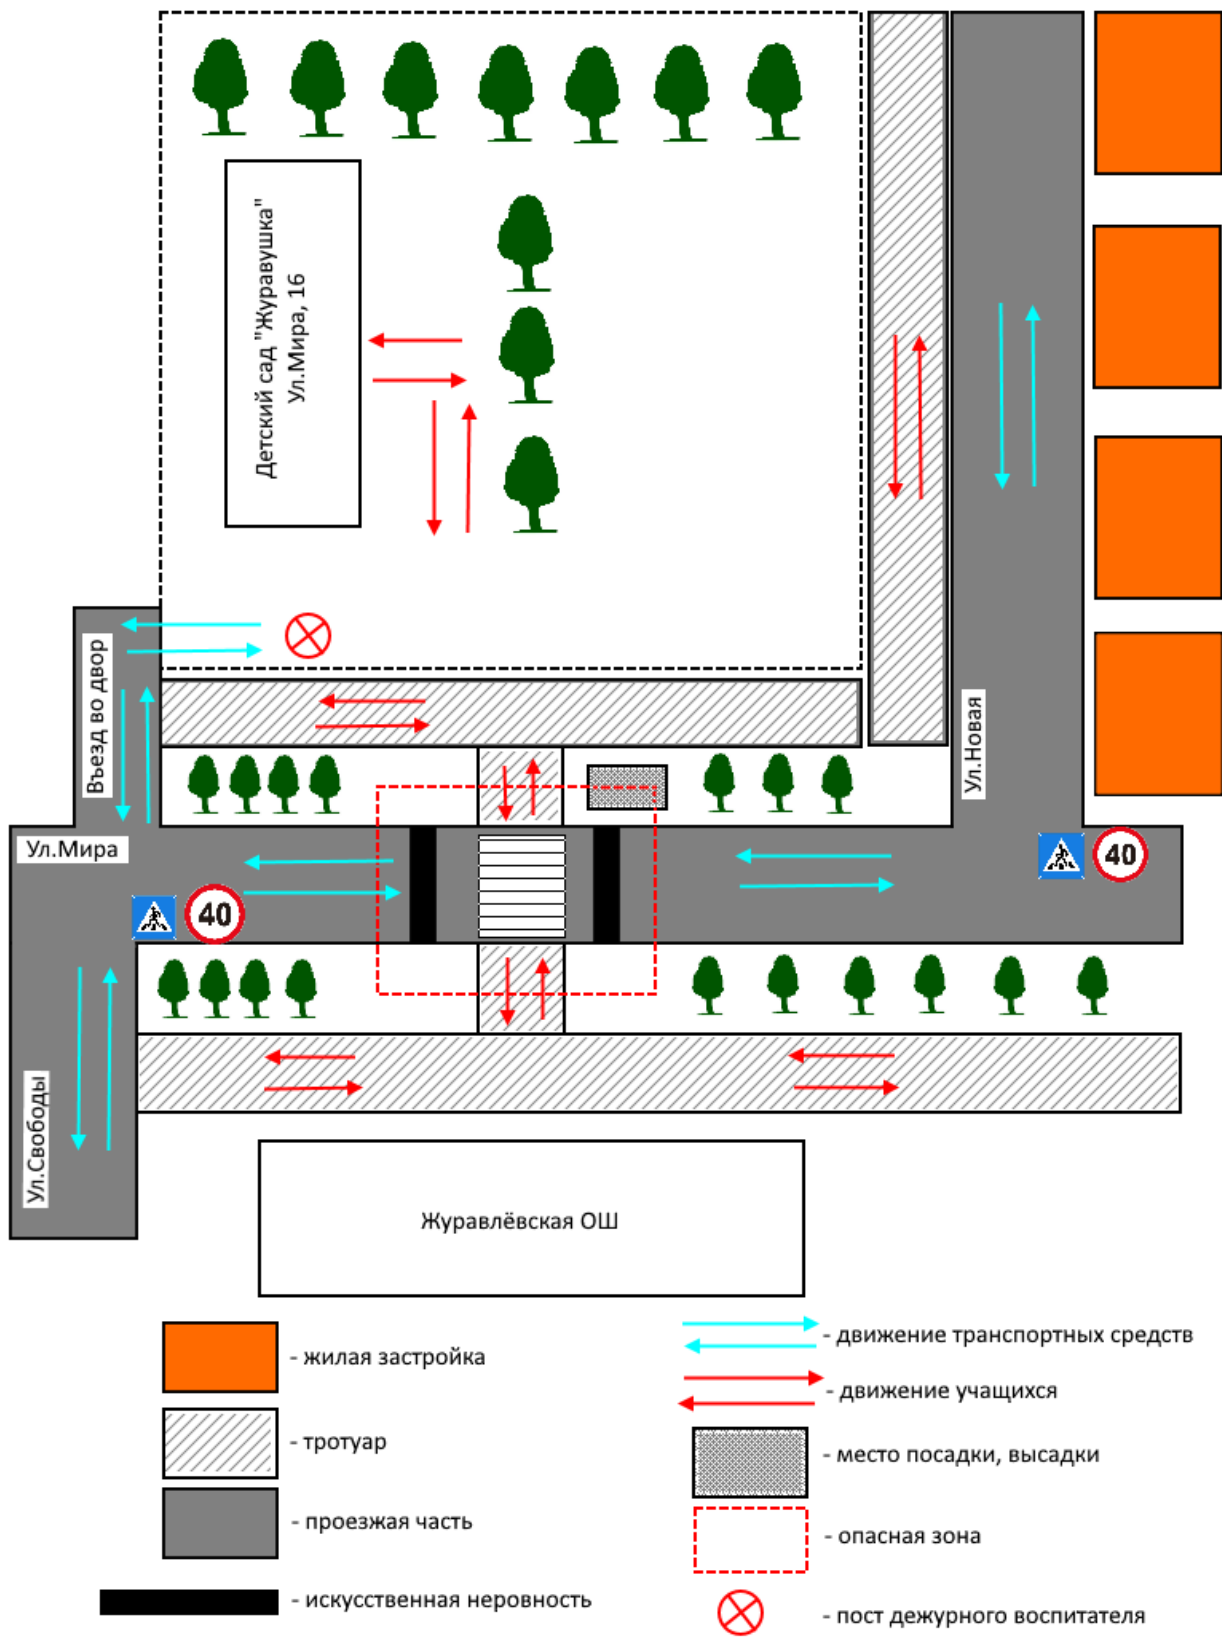 Детский сад "Журавушка"
Ул.Мира, 16
Въезд во двор
Ул.Новая
Ул.Мира
40
40
Ул.Свободы
Журавлёвская ОШ
- жилая застройка
- тротуар
- проезжая часть
- искусственная неровность
- движение транспортных средств
- движение учащихся
- место посадки, высадки
- опасная зона
- пост дежурного воспитателя